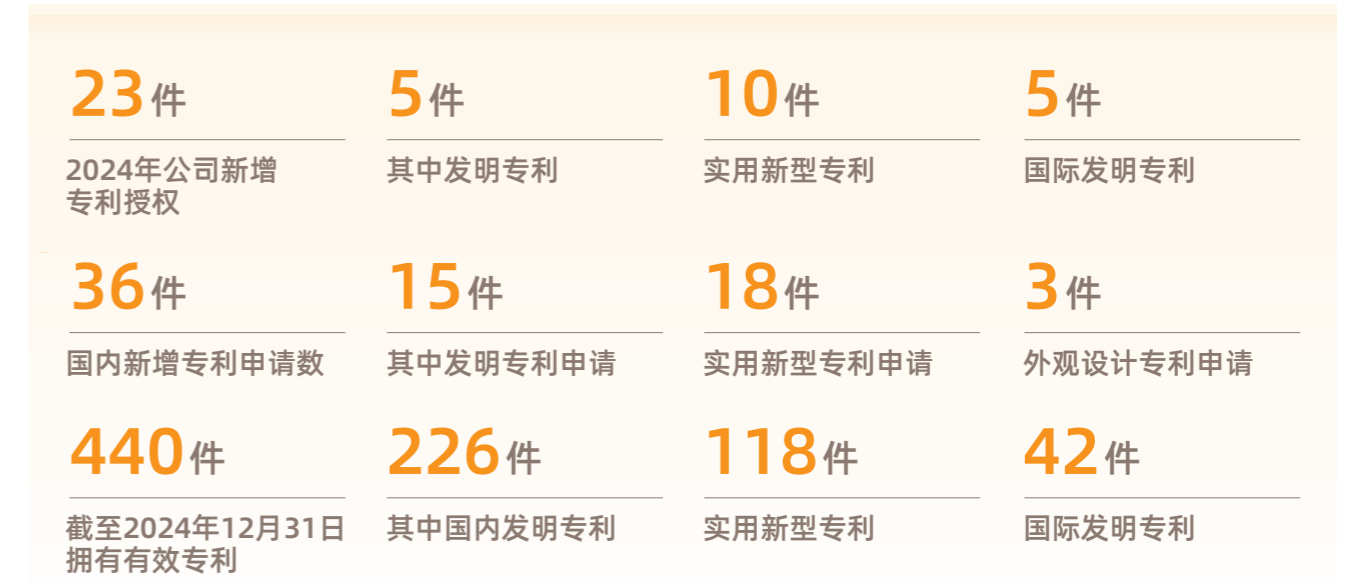 23件
5件
10件
5件
2024年公司新增
专利授权
其中发明专利
实用新型专利
国际发明专利
36件
15件
18件
3件
国内新增专利申请数
其中发明专利申请
实用新型专利申请
外观设计专利申请
440件
226件
118件
42件
截至2024年12月31日
拥有有效专利
其中国内发明专利
实用新型专利
国际发明专利